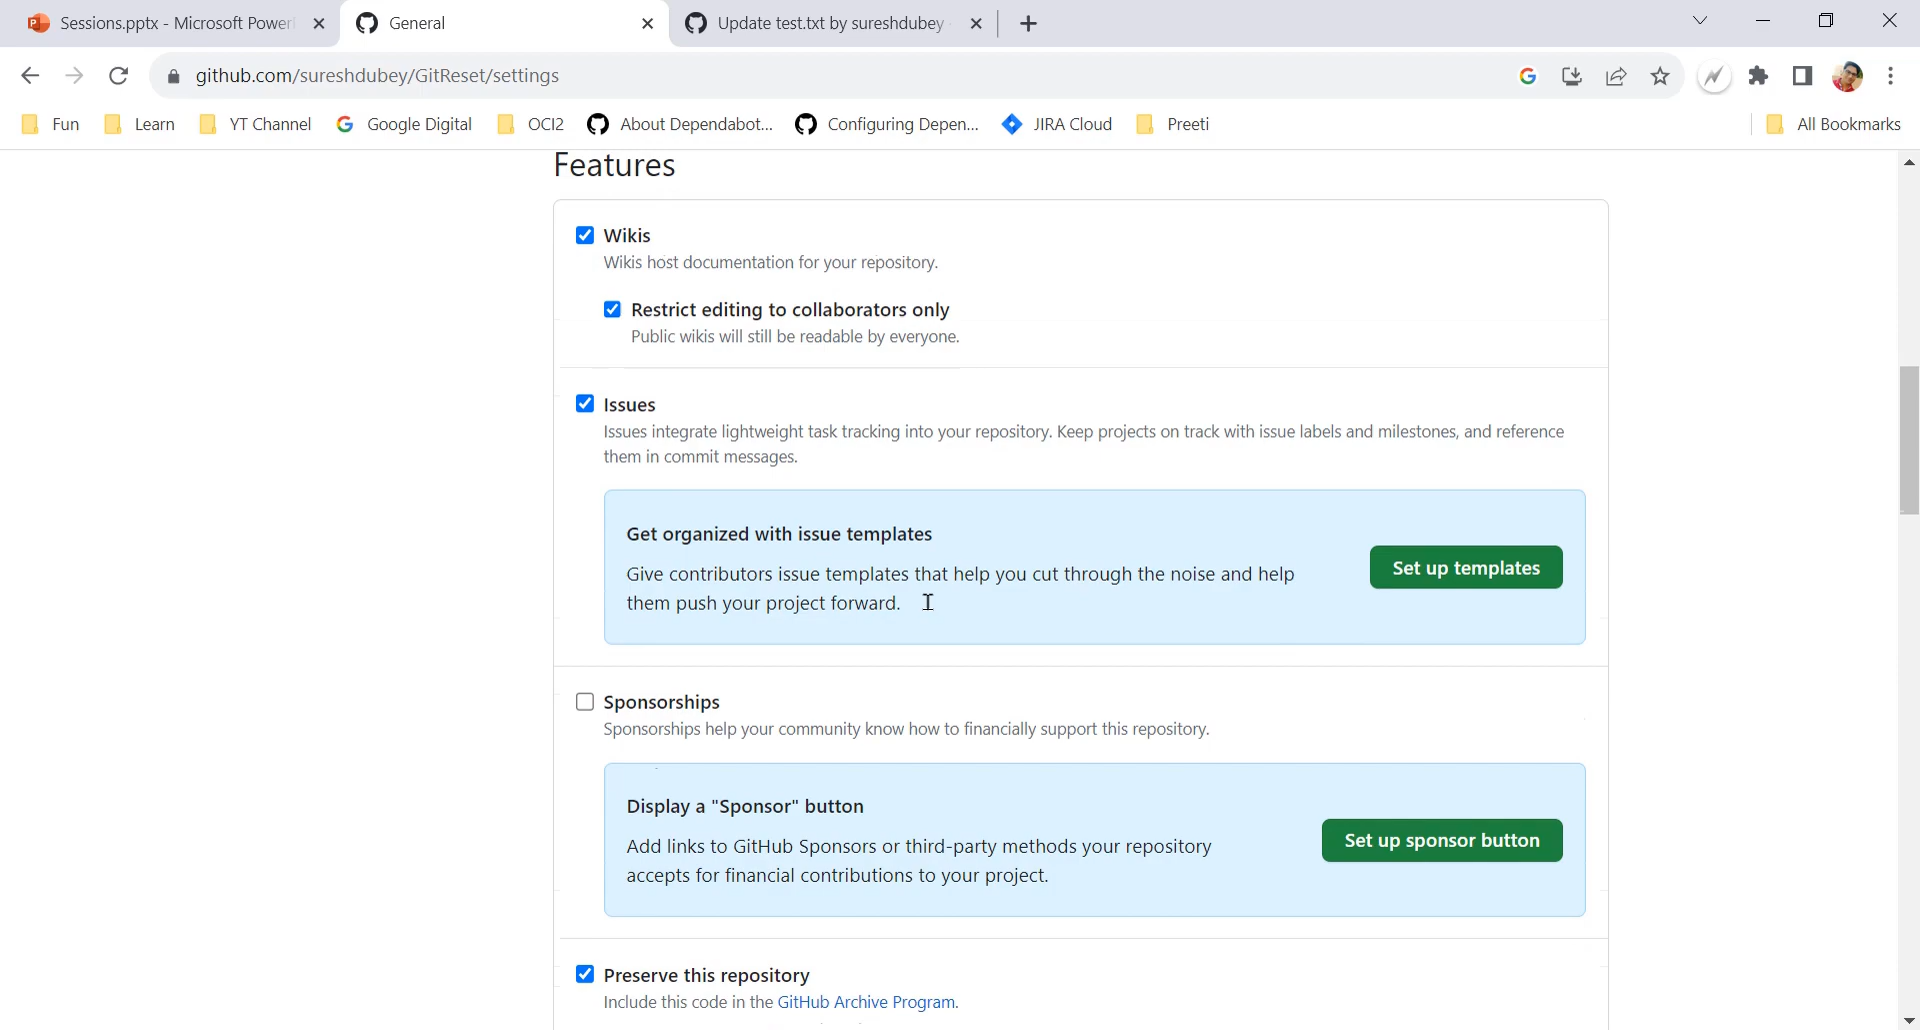 Sessions.pptx - Microsoft Power
General
Update test.txt by sureshdubey
github.com/sureshdubey/GitReset/settings
Fun
Learn
YT Channel
Google Digital
OCI2
About Dependabot...
Configuring Depen...
JIRA Cloud
Preeti
All Bookmarks
Features
Wikis
Wikis host documentation for your repository.
Restrict editing to collaborators only
Public wikis will still be readable by everyone.
Issues
Issues integrate lightweight task tracking into your repository. Keep projects on track with issue labels and milestones, and reference
them in commit messages.
Get organized with issue templates
Give contributors issue templates that help you cut through the noise and help
them push your project forward.
Set up templates
Sponsorships
Sponsorships help your community know how to financially support this repository.
Display a "Sponsor" button
Add links to GitHub Sponsors or third-party methods your repository
accepts for financial contributions to your project.
Set up sponsor button
Preserve this repository
Include this code in the GitHub Archive Program.